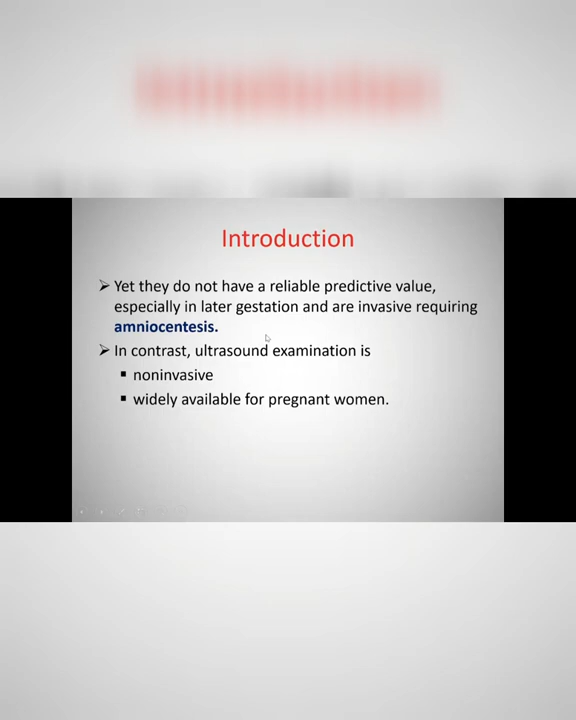 Introduction
➢ Yet they do not have a reliable predictive value,
especially in later gestation and are invasive requiring
amniocentesis.
➢ In contrast, ultrasound examination is
▪ noninvasive
▪ widely available for pregnant women.